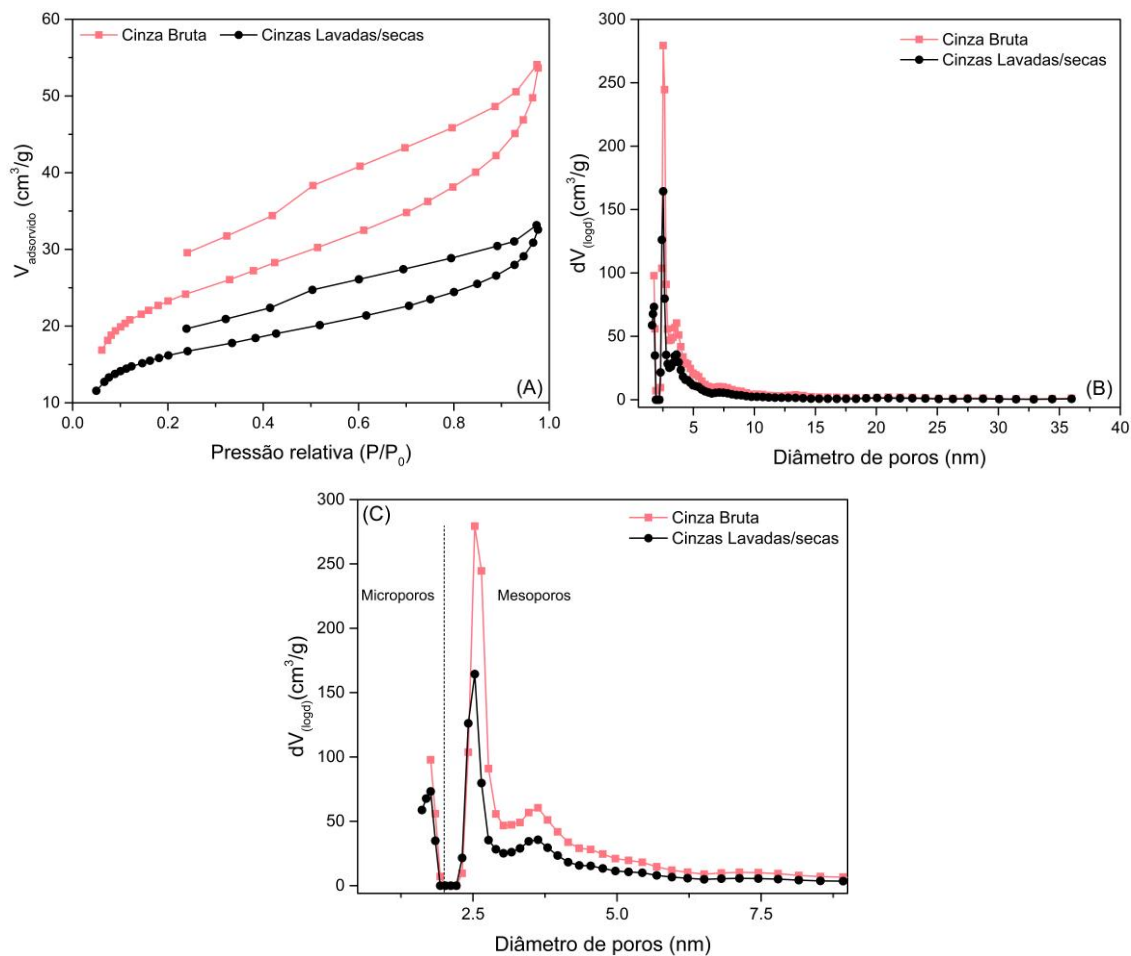 60
50
40
30
20
10
0.0
0.2
0.4
0.6
0.8
1.0
V adsorvido (cm³/g)
Pressão relativa (P/P₀)
Cinza Bruta
Cinzas Lavadas/secas
(A)
300
250
200
150
100
50
0
5
10
15
20
25
30
35
40
dV(logd)(cm³/g)
Diâmetro de poros (nm)
Cinza Bruta
Cinzas Lavadas/secas
(B)
300
250
200
150
100
50
0
2.5
5.0
7.5
dV(logd)(cm³/g)
Diâmetro de poros (nm)
(C)
Cinza Bruta
Cinzas Lavadas/secas
Microporos
Mesoporos